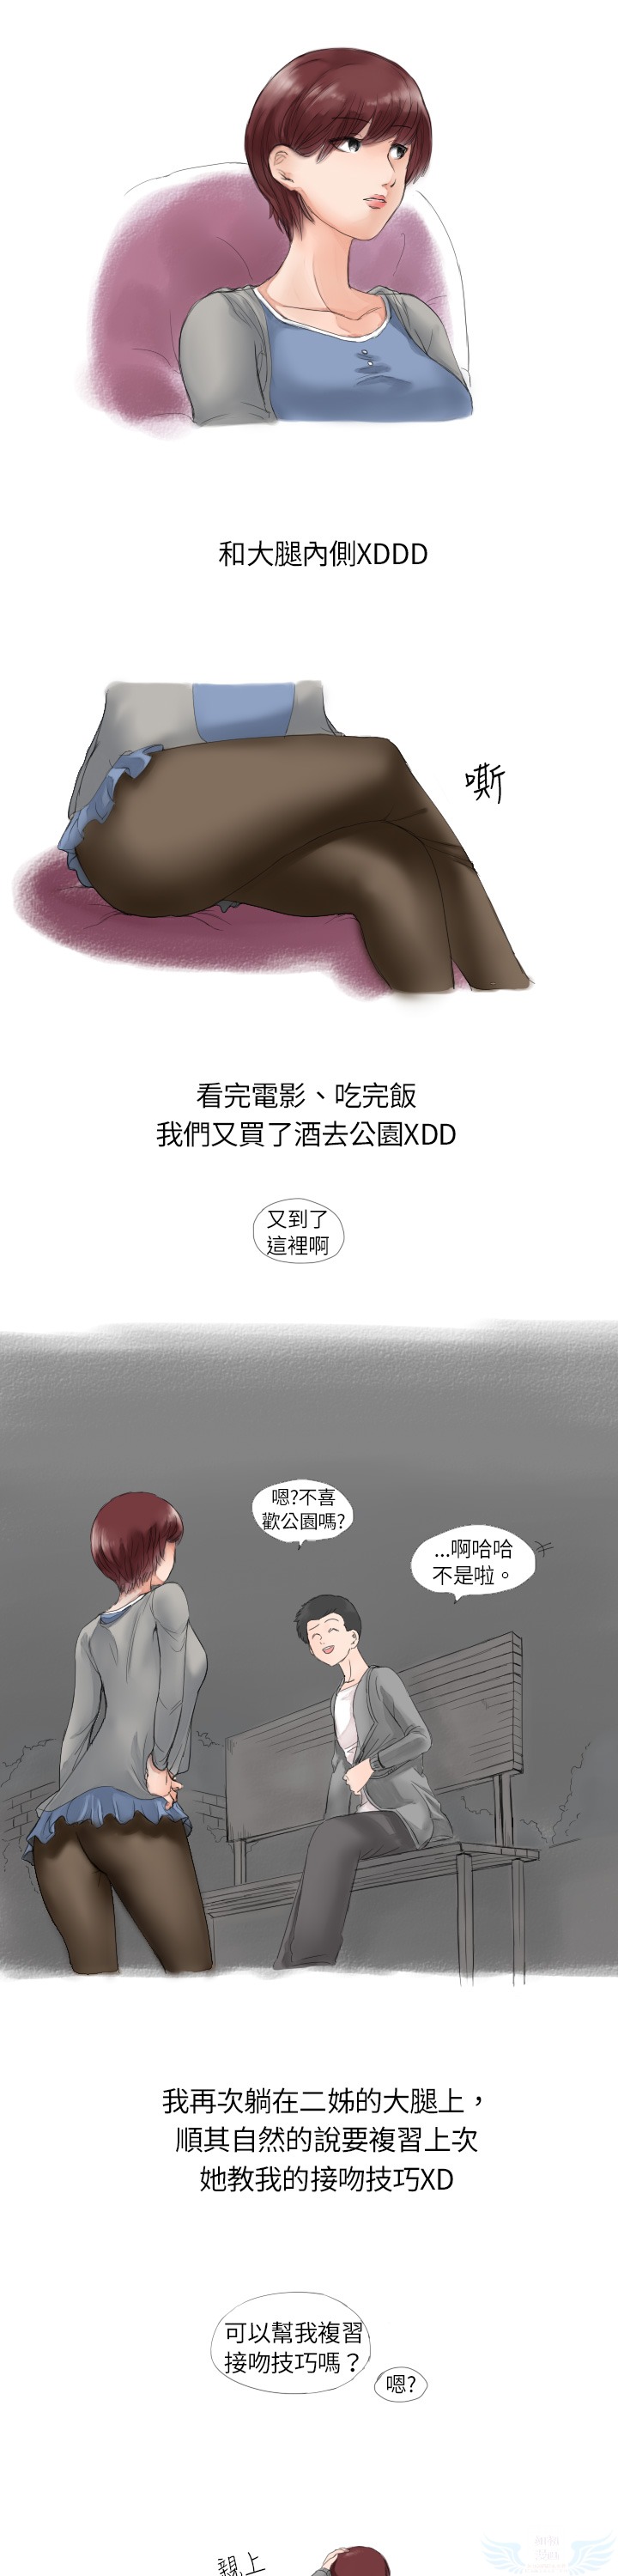 和大腿內側XDDD
嘶
看完電影、吃完飯
我們又買了酒去公園XDD
又到了
這裡啊
嗯?不喜
歡公園嗎?
...啊哈哈
不是啦。
我再次躺在二姊的大腿上，
順其自然的說要複習上次
她教我的接吻技巧XD
可以幫我複習
接吻技巧嗎？
嗯?
親上